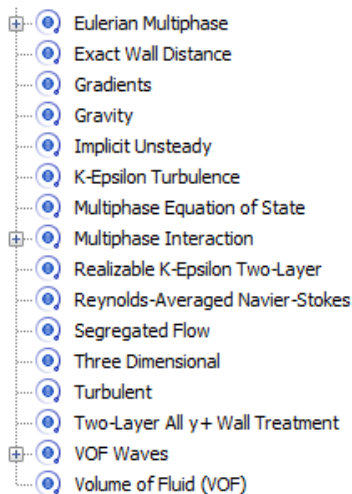 Eulerian Multiphase
Exact Wall Distance
Gradients
Gravity
Implicit Unsteady
K-Epsilon Turbulence
Multiphase Equation of State
Multiphase Interaction
Realizable K-Epsilon Two-Layer
Reynolds-Averaged Navier-Stokes
Segregated Flow
Three Dimensional
Turbulent
Two-Layer All y+ Wall Treatment
VOF Waves
Volume of Fluid (VOF)